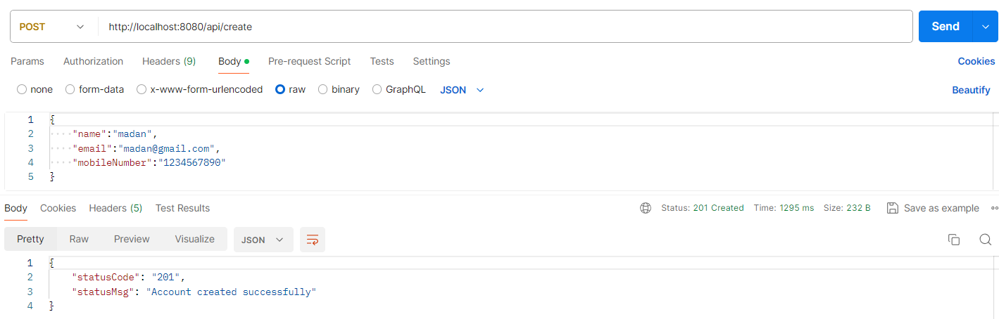 POST http://localhost:8080/api/create Send
Params Authorization Headers (9) Body Pre-request Script Tests Settings Cookies
none form-data x-www-form-urlencoded raw binary GraphQL JSON Beautify
1 {
2 "name":"madan",
3 "email":"madan@gmail.com",
4 "mobileNumber":"1234567890"
5 }
Body Cookies Headers (5) Test Results Status: 201 Created Time: 1295 ms Size: 232 B Save as example
Pretty Raw Preview Visualize JSON
1 {
2 "statusCode": "201",
3 "statusMsg": "Account created successfully"
4 }